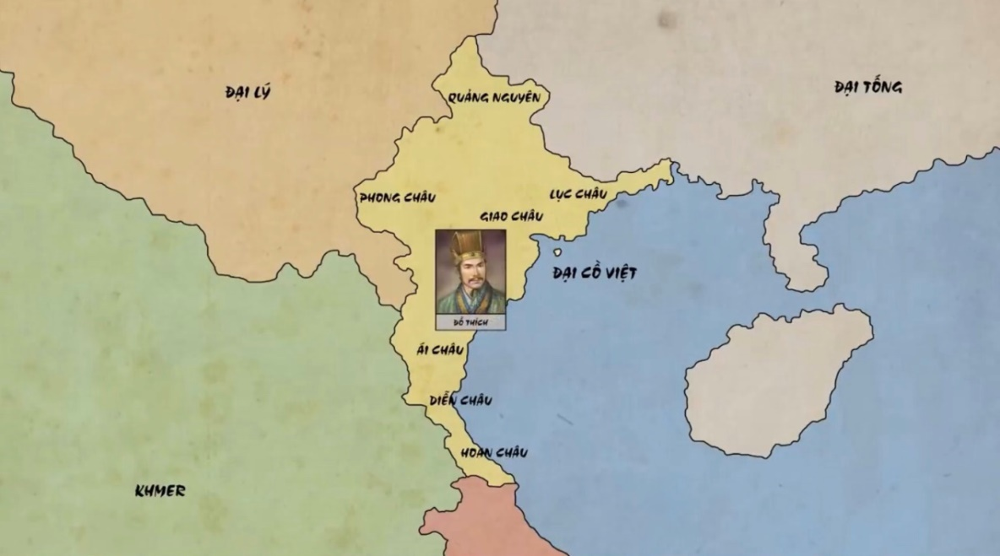 ĐẠI LÝ
ĐẠI TỐNG
QUẢNG NGUYÊN
PHONG CHÂU
LỤC CHÂU
GIAO CHÂU
ĐẠI CỒ VIỆT
ĐỖ THÍCH
ÁI CHÂU
DIỄN CHÂU
HOAN CHÂU
KHMER